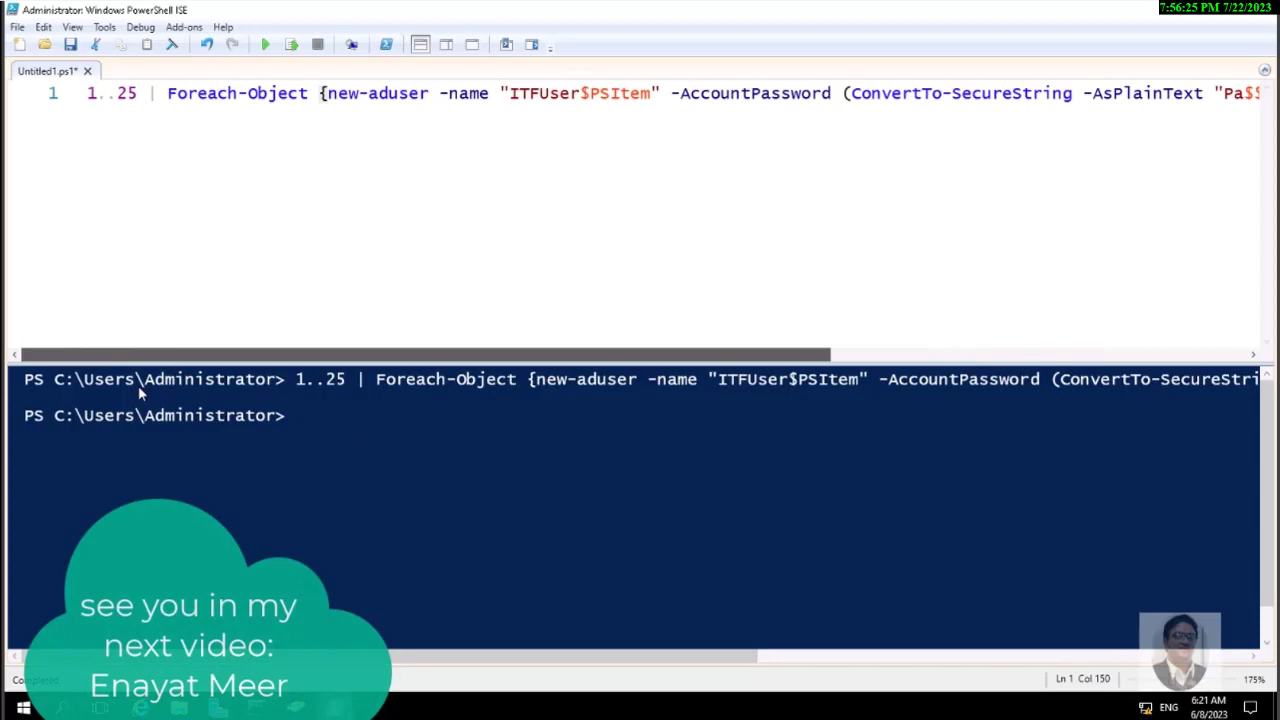 Administrator: Windows PowerShell ISE
7:56:25 PM 7/22/2023
File Edit View Tools Debug Add-ons Help
Untitled1.ps1*
1 1..25 | Foreach-Object {new-aduser -name "ITFUser$PSItem" -AccountPassword (ConvertTo-SecureString -AsPlainText "Pa$$
PS C:\Users\Administrator> 1..25 | Foreach-Object {new-aduser -name "ITFUser$PSItem" -AccountPassword (ConvertTo-SecureStri
PS C:\Users\Administrator>
see you in my
next video:
Enayat Meer
Completed
Ln 1 Col 150
175%
ENG
6:21 AM
6/8/2023